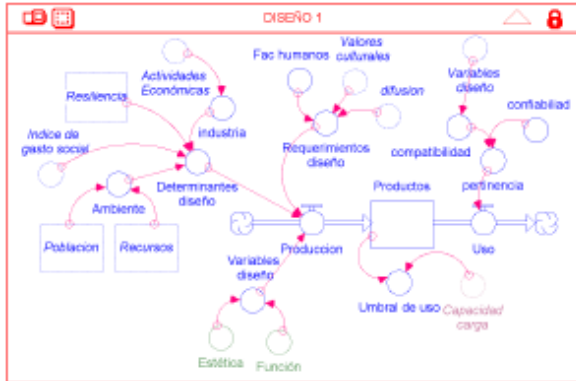 DISEÑO 1
Fac humanos
Valores
culturales
Actividades
Económicas
Variables
diseño
Resiliencia
difusion
confiabiliad
Indice de
gasto social
industria
Requerimientos
diseño
compatibilidad
Determinantes
diseño
Productos
pertinencia
Ambiente
Poblacion
Recursos
Produccion
Uso
Variables
diseño
Umbral de uso
Capacidad
carga
Estética
Función